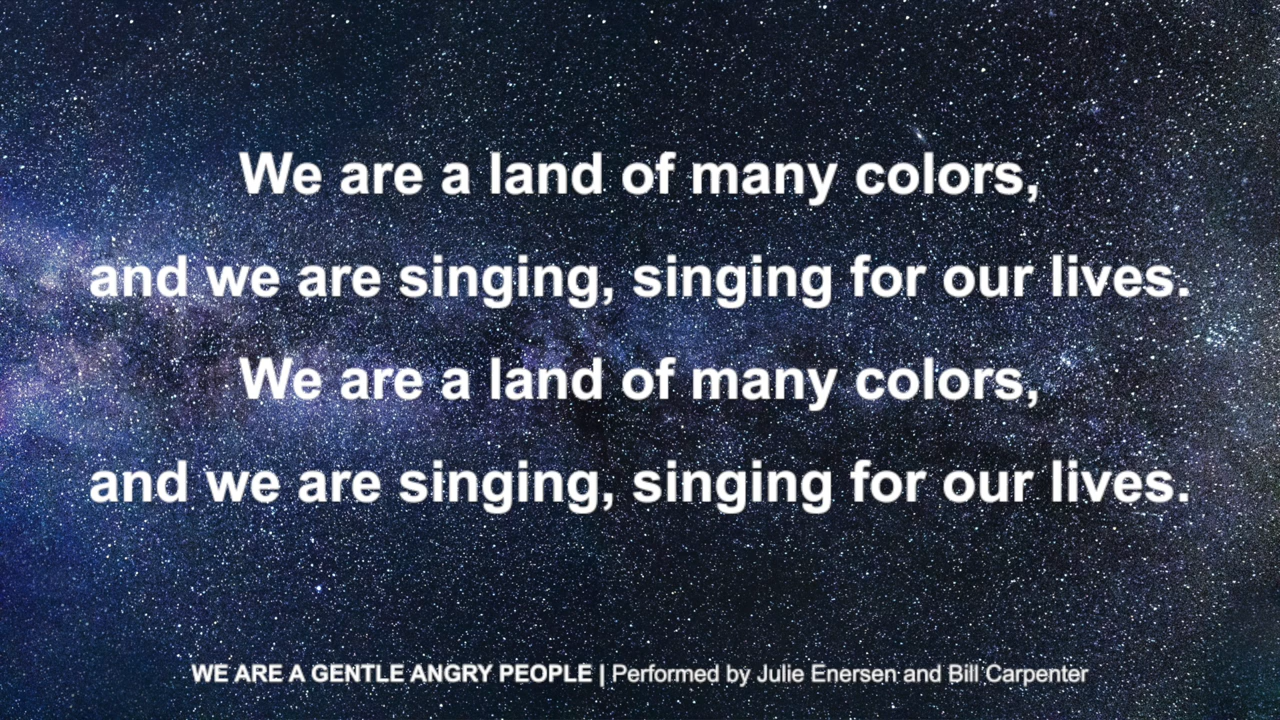 We are a land of many colors,
and we are singing, singing for our lives.
We are a land of many colors,
and we are singing, singing for our lives.
WE ARE A GENTLE ANGRY PEOPLE | Performed by Julie Enersen and Bill Carpenter